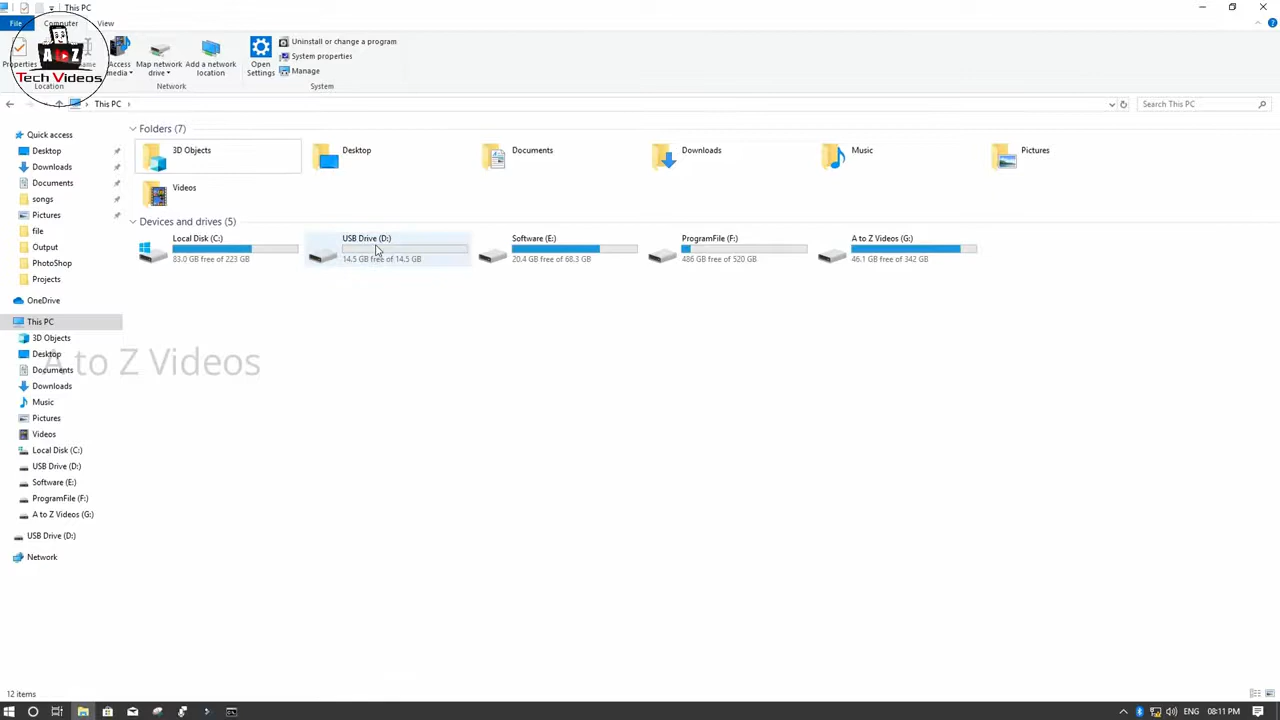 This PC
File Computer View
Properties
Access media
Map network drive
Add a network location
Open Settings
Uninstall or change a program
System properties
Manage
Location
Network
System
A to Z
Tech Videos
This PC
Search This PC
Quick access
Desktop
Downloads
Documents
songs
Pictures
file
Output
PhotoShop
Projects
OneDrive
This PC
3D Objects
Desktop
Documents
Downloads
Music
Pictures
Videos
Local Disk (C:)
USB Drive (D:)
Software (E:)
ProgramFile (F:)
A to Z Videos (G:)
USB Drive (D:)
Network
Folders (7)
3D Objects
Desktop
Documents
Downloads
Music
Pictures
Videos
Devices and drives (5)
Local Disk (C:)
83.0 GB free of 223 GB
USB Drive (D:)
14.5 GB free of 14.5 GB
Software (E:)
20.4 GB free of 68.3 GB
ProgramFile (F:)
486 GB free of 520 GB
A to Z Videos (G:)
46.1 GB free of 342 GB
A to Z Videos
12 items
ENG 08:11 PM